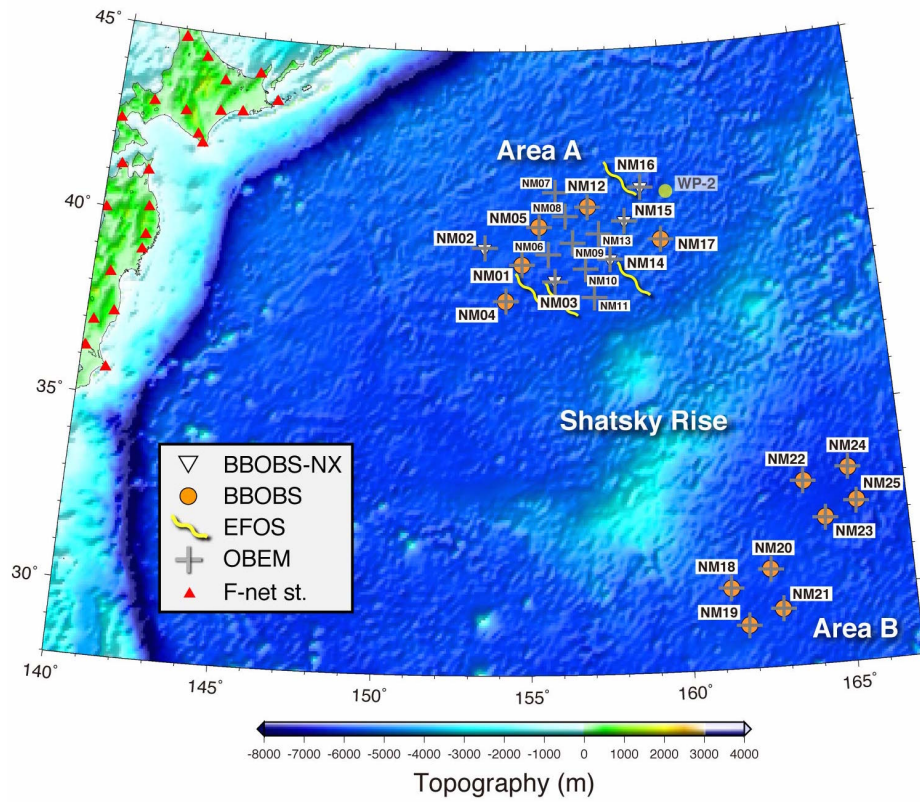 45°
Area A
NM16
WP-2
NM07
NM12
40°
NM08
NM15
NM05
NM02
NM13
NM17
NM06
NM09
NM01
NM14
NM10
NM04
NM03
NM11
35°
Shatsky Rise
NM24
NM22
NM25
NM23
BBOBS-NX
BBOBS
EFOS
OBEM
F-net st.
30°
NM20
NM18
NM21
NM19
Area B
140°
145°
150°
155°
160°
165°
-8000 -7000 -6000 -5000 -4000 -3000 -2000 -1000 0 1000 2000 3000 4000
Topography (m)